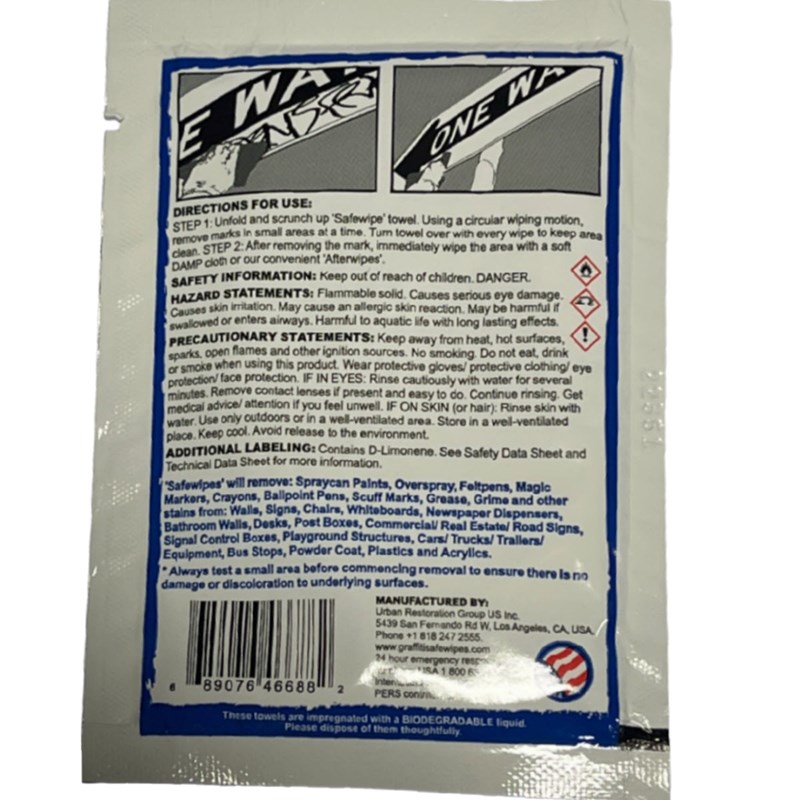 E WA
ONE WA
DIRECTIONS FOR USE:
STEP 1: Unfold and scrunch up 'Safewipe' towel. Using a circular wiping motion,
remove marks in small areas at a time. Turn towel over with every wipe to keep area
clean. STEP 2: After removing the mark, immediately wipe the area with a soft
DAMP cloth or our convenient 'Afterwipes'.
SAFETY INFORMATION: Keep out of reach of children. DANGER.
HAZARD STATEMENTS: Flammable solid. Causes serious eye damage.
Causes skin irritation. May cause an allergic skin reaction. May be harmful if
swallowed or enters airways. Harmful to aquatic life with long lasting effects.
PRECAUTIONARY STATEMENTS: Keep away from heat, hot surfaces,
sparks, open flames and other ignition sources. No smoking. Do not eat, drink
or smoke when using this product. Wear protective gloves/ protective clothing/ eye
protection/ face protection. IF IN EYES: Rinse cautiously with water for several
minutes. Remove contact lenses if present and easy to do. Continue rinsing. Get
medical advice/ attention if you feel unwell. IF ON SKIN (or hair): Rinse skin with
water. Use only outdoors or in a well-ventilated area. Store in a well-ventilated
place. Keep cool. Avoid release to the environment.
ADDITIONAL LABELING: Contains D-Limonene. See Safety Data Sheet and
Technical Data Sheet for more information.
'Safewipes' will remove: Spraycan Paints, Overspray, Feltpens, Magic
Markers, Crayons, Ballpoint Pens, Scuff Marks, Grease, Grime and other
stains from: Walls, Signs, Chairs, Whiteboards, Newspaper Dispensers,
Bathroom Walls, Desks, Post Boxes, Commercial/ Real Estate/ Road Signs,
Signal Control Boxes, Playground Structures, Cars/ Trucks/ Trailers/
Equipment, Bus Stops, Powder Coat, Plastics and Acrylics.
* Always test a small area before commencing removal to ensure there is no
damage or discoloration to underlying surfaces.
6 89076 46688 2
MANUFACTURED BY:
Urban Restoration Group US Inc.
5439 San Fernando Rd W, Los Angeles, CA, USA.
Phone +1 818 247 2555.
www.graffitisafewipes.com
24 hour emergency
USA 1 800
PERS
These towels are impregnated with a BIODEGRADABLE liquid.
Please dispose of them thoughtfully.